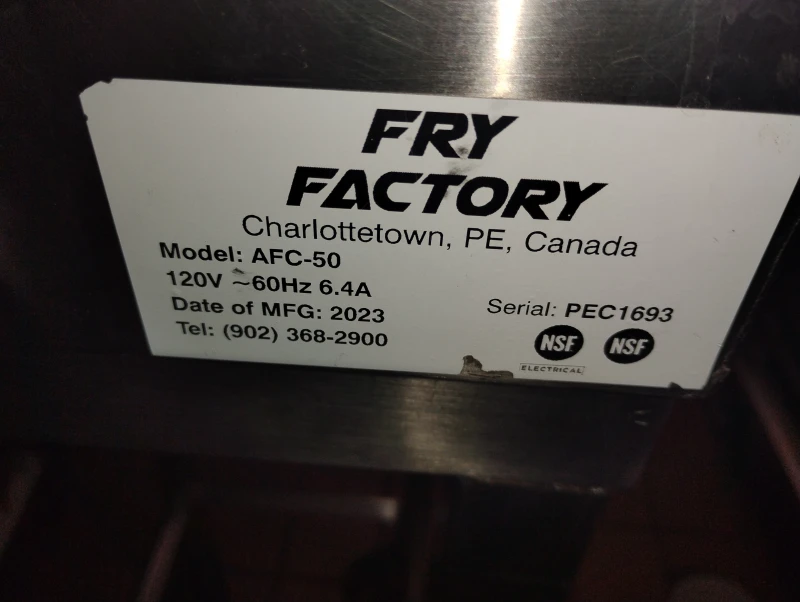 FRY
FACTORY
Charlottetown, PE, Canada
Model: AFC-50
120V ~60Hz 6.4A
Date of MFG: 2023
Tel: (902) 368-2900
Serial: PEC1693
NSF NSF
ELECTRICAL